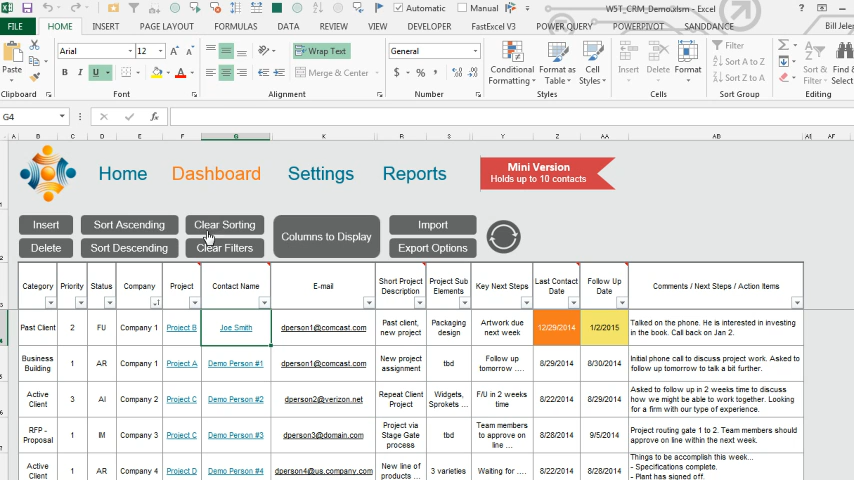 W5T_CRM_Demo.xlsm - Excel
Automatic
Manual
FILE HOME INSERT PAGE LAYOUT FORMULAS DATA REVIEW VIEW DEVELOPER FastExcel V3 POWER QUERY POWERPIVOT SANDDANCE Bill Jele
Paste
Arial 12
B I U
Wrap Text
Merge & Center
General
$ % ,
Conditional Formatting
Format as Table
Cell Styles
Insert Delete Format
Filter
Sort A to Z
Sort Z to A
Sort & Filter
Find & Select
Clipboard Font Alignment Number Styles Cells Sort Group Editing
G4
A B C D E F G K R S Y Z AA AB AE AF
Home Dashboard Settings Reports
Mini Version
Holds up to 10 contacts
Insert Sort Ascending Clear Sorting Columns to Display Import
Delete Sort Descending Clear Filters Export Options
Category Priority Status Company Project Contact Name E-mail Short Project Description Project Sub Elements Key Next Steps Last Contact Date Follow Up Date Comments / Next Steps / Action Items
Past Client 2 FU Company 1 Project B Joe Smith dperson1@comcast.com Past client, new project Packaging design Artwork due next week 12/29/2014 1/2/2015 Talked on the phone. He is interested in investing in the book. Call back on Jan 2.
Business Building 1 AR Company 1 Project A Demo Person #1 dperson1@comcast.com New project assignment tbd Follow up tomorrow .... 8/29/2014 8/30/2014 Initial phone call to discuss project work. Asked to follow up tomorrow to talk a bit further.
Active Client 3 AI Company 2 Project C Demo Person #2 dperson2@verizon.net Repeat Client Project Widgets, Sprokets ... F/U in 2 weeks time 8/22/2014 8/29/2014 Asked to follow up in 2 weeks time to discuss how we might be able to work together. Looking for a firm with our type of experience.
RFP - Proposal 1 IM Company 3 Project C Demo Person #3 dperson3@domain.com Project via Stage Gate process tbd Team members to approve on line ... 8/28/2014 9/5/2014 Project routing gate 1 to 2. Team members should approve on line within the next week.
Active Client 1 AR Company 4 Project D Demo Person #4 dperson4@us.company.com New line of products ... 3 varieties Waiting for .... 8/22/2014 8/28/2014 Things to be accomplish this week...
- Specifications complete.
- Plant has signed off.